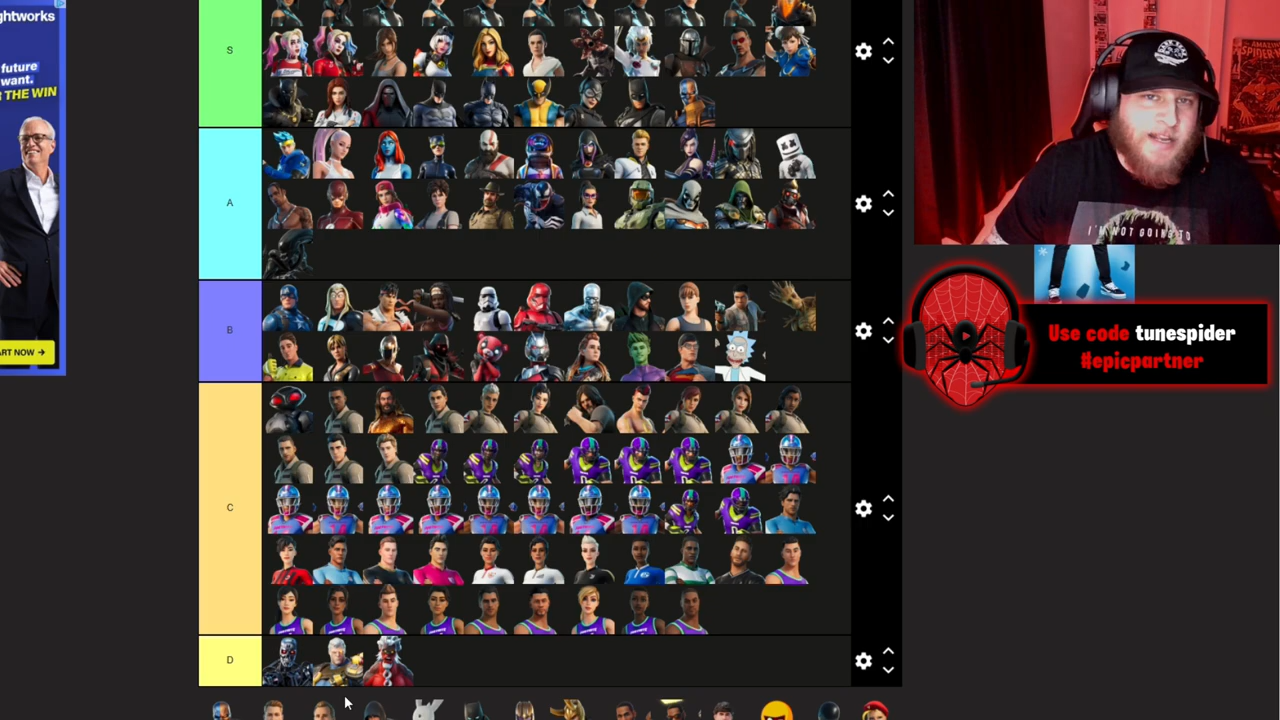 ghtworks
future
want.
THE WIN
ART NOW →
S
A
B
C
D
I'M NOT GOING TO
Use code tunespider
#epicpartner